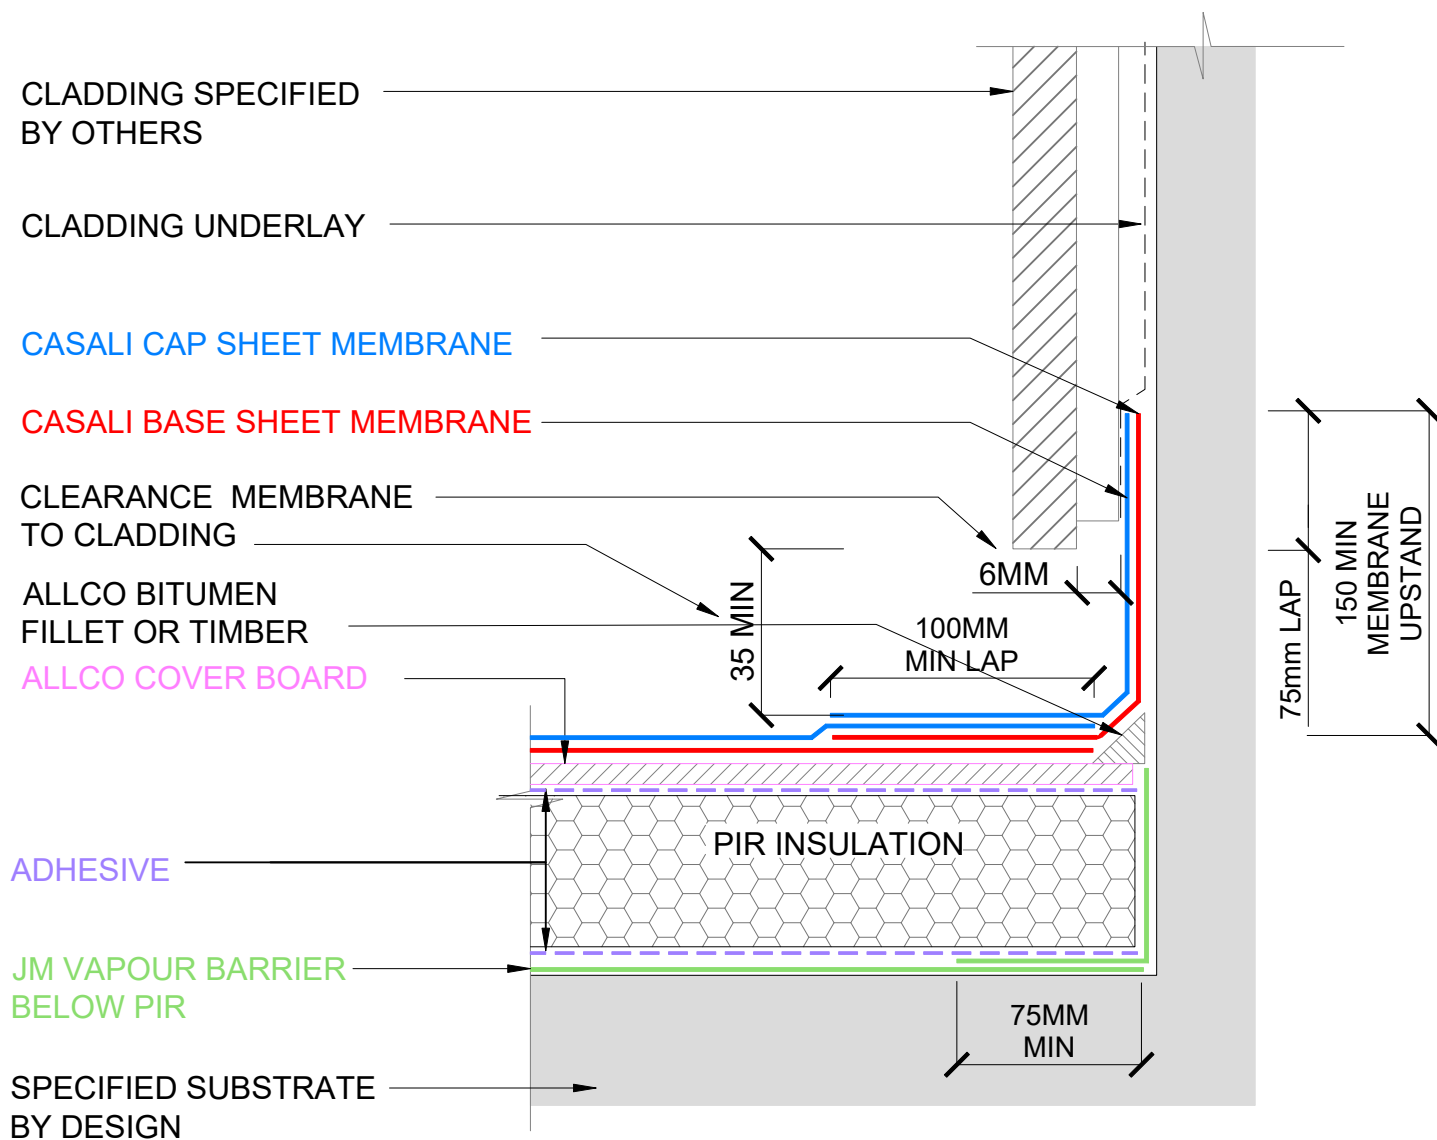 CLADDING SPECIFIED
BY OTHERS
CLADDING UNDERLAY
CASALI CAP SHEET MEMBRANE
CASALI BASE SHEET MEMBRANE
CLEARANCE MEMBRANE
TO CLADDING
ALLCO BITUMEN
FILLET OR TIMBER
ALLCO COVER BOARD
ADHESIVE
JM VAPOUR BARRIER
BELOW PIR
SPECIFIED SUBSTRATE
BY DESIGN
35 MIN
6MM
100MM
MIN LAP
PIR INSULATION
75MM
MIN
75mm LAP
150 MIN
MEMBRANE
UPSTAND